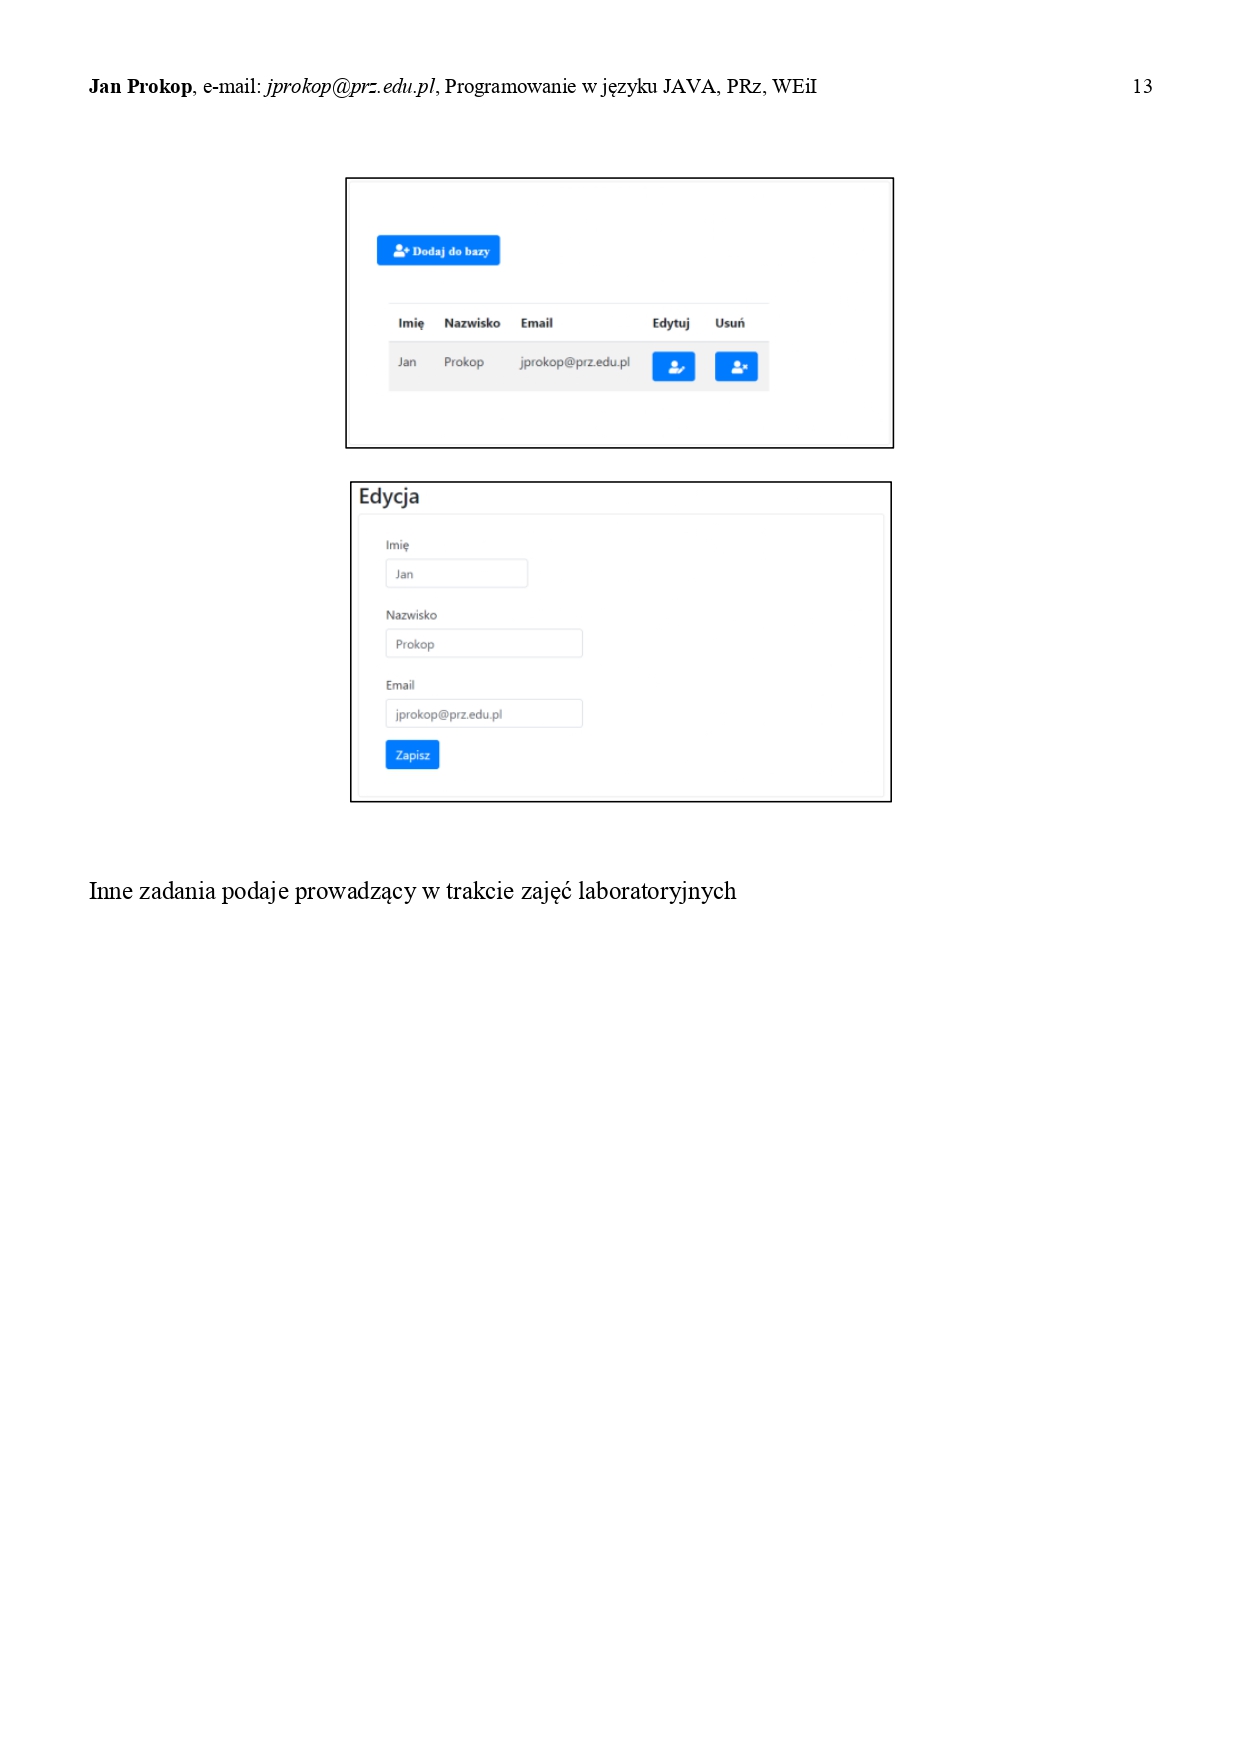 Jan Prokop, e-mail: jprokop@prz.edu.pl, Programowanie w języku JAVA, PRz, WEiI 13
Dodaj do bazy
Imię Nazwisko Email Edytuj Usuń
Jan Prokop jprokop@prz.edu.pl
Edycja
Imię
Jan
Nazwisko
Prokop
Email
jprokop@prz.edu.pl
Zapisz
Inne zadania podaje prowadzący w trakcie zajęć laboratoryjnych